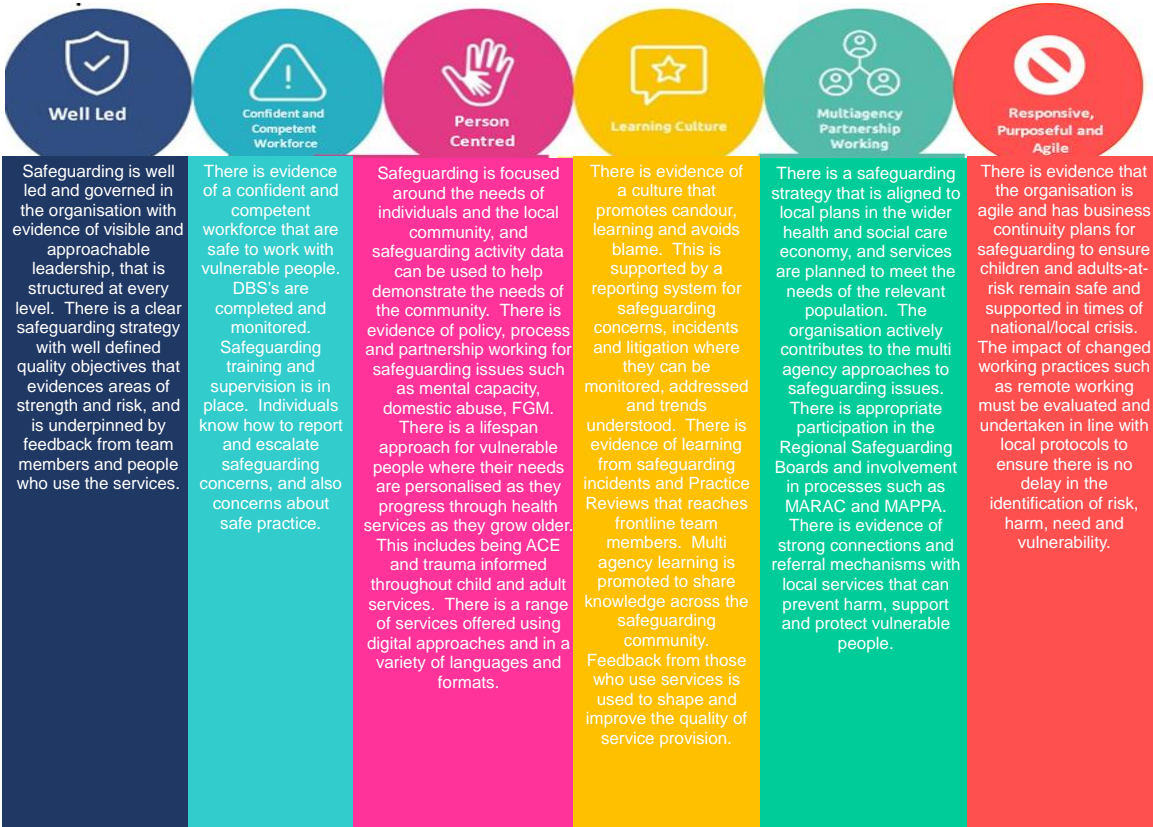 Well Led
Safeguarding is well
led and governed in
the organisation with
evidence of visible and
approachable
leadership, that is
structured at every
level. There is a clear
safeguarding strategy
with well defined
quality objectives that
evidences areas of
strength and risk, and
is underpinned by
feedback from team
members and people
who use the services.
Confident and
Competent
Workforce
There is evidence
of a confident and
competent
workforce that are
safe to work with
vulnerable people.
DBS's are
completed and
monitored.
Safeguarding
training and
supervision is in
place. Individuals
know how to report
and escalate
safeguarding
concerns, and also
concerns about
safe practice.
Person
Centred
Safeguarding is focused
around the needs of
individuals and the local
community, and
safeguarding activity data
can be used to help
demonstrate the needs of
the community. There is
evidence of policy, process
and partnership working for
safeguarding issues such
as mental capacity,
domestic abuse, FGM.
There is a lifespan
approach for vulnerable
people where their needs
are personalised as they
progress through health
services as they grow older.
This includes being ACE
and trauma informed
throughout child and adult
services. There is a range
of services offered using
digital approaches and in a
variety of languages and
formats.
Learning Culture
There is evidence of
a culture that
promotes candour,
learning and avoids
blame. This is
supported by a
reporting system for
safeguarding
concerns, incidents
and litigation where
they can be
monitored, addressed
and trends
understood. There is
evidence of learning
from safeguarding
incidents and Practice
Reviews that reaches
frontline team
members. Multi
agency learning is
promoted to share
knowledge across the
safeguarding
community.
Feedback from those
who use services is
used to shape and
improve the quality of
service provision.
Multiagency
Partnership
Working
There is a safeguarding
strategy that is aligned to
local plans in the wider
health and social care
economy, and services
are planned to meet the
needs of the relevant
population. The
organisation actively
contributes to the multi
agency approaches to
safeguarding issues.
There is appropriate
participation in the
Regional Safeguarding
Boards and involvement
in processes such as
MARAC and MAPPA.
There is evidence of
strong connections and
referral mechanisms with
local services that can
prevent harm, support
and protect vulnerable
people.
Responsive,
Purposeful and
Agile
There is evidence that
the organisation is
agile and has business
continuity plans for
safeguarding to ensure
children and adults-at-
risk remain safe and
supported in times of
national/local crisis.
The impact of changed
working practices such
as remote working
must be evaluated and
undertaken in line with
local protocols to
ensure there is no
delay in the
identification of risk,
harm, need and
vulnerability.